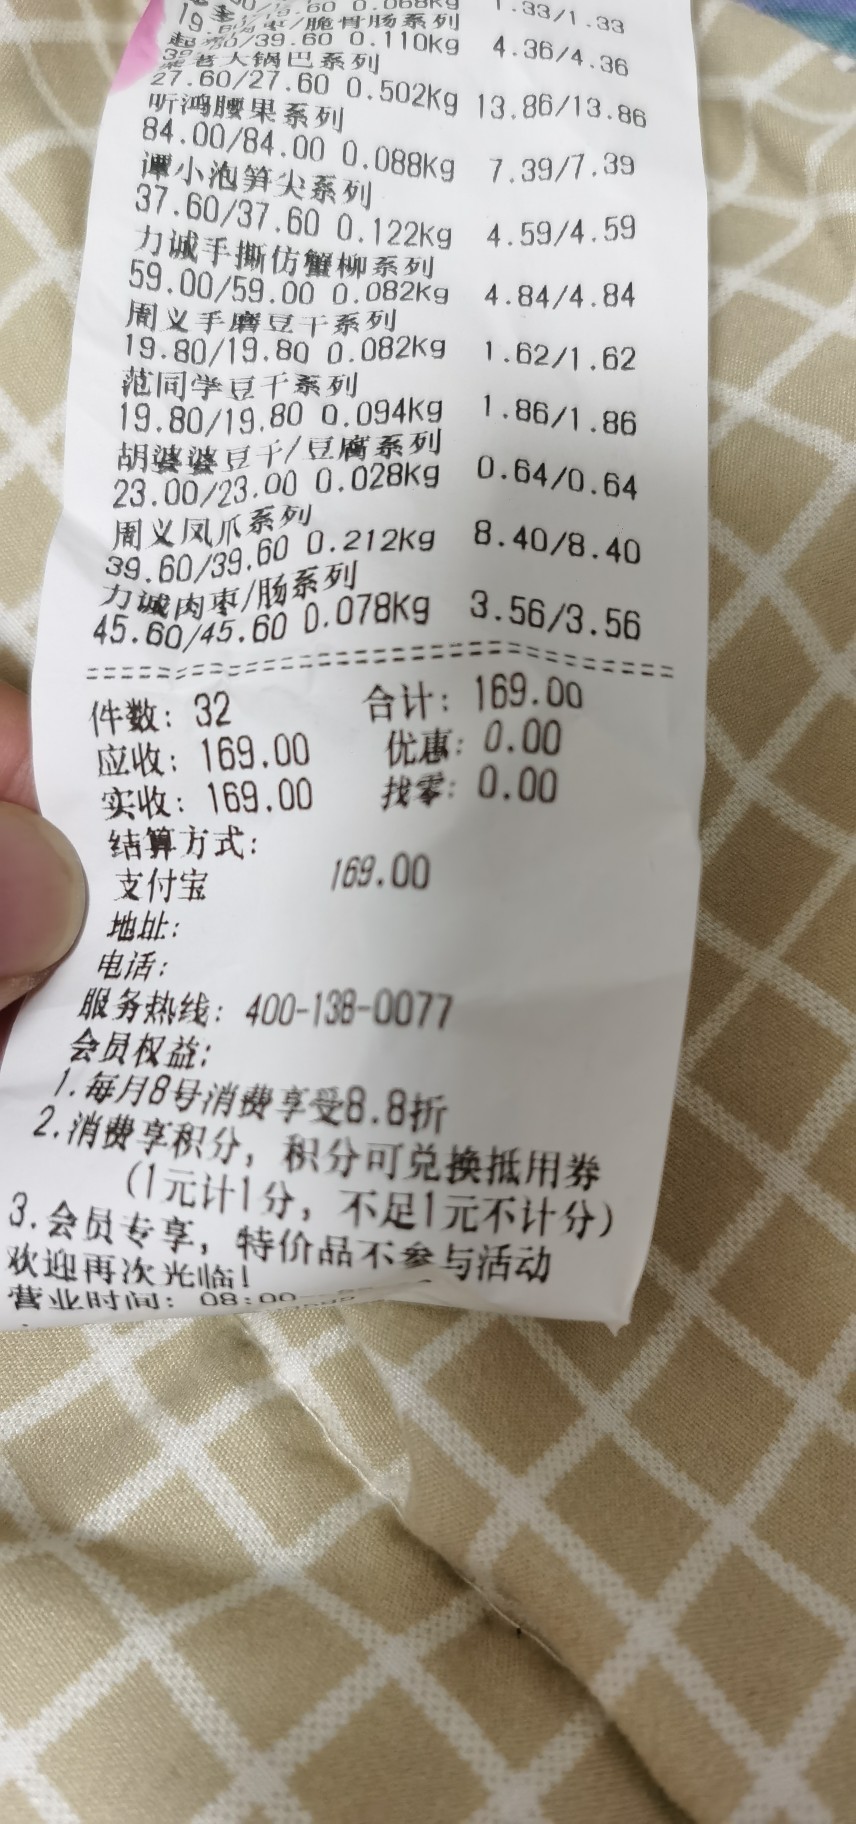 0.068Kg 1.33/1.33
枣/脆骨肠系列
/39.60 0.110Kg 4.36/4.36
老大锅巴系列
27.60/27.60 0.502Kg 13.86/13.86
听鸿腰果系列
84.00/84.00 0.088Kg 7.39/7.39
谭小泡笋尖系列
37.60/37.60 0.122Kg 4.59/4.59
力诚手撕仿蟹柳系列
59.00/59.00 0.082Kg 4.84/4.84
周义手磨豆干系列
19.80/19.80 0.082Kg 1.62/1.62
范同学豆干系列
19.80/19.80 0.094Kg 1.86/1.86
胡婆婆豆干/豆腐系列
23.00/23.00 0.028Kg 0.64/0.64
周义凤爪系列
39.60/39.60 0.212Kg 8.40/8.40
力诚肉枣/肠系列
45.60/45.60 0.078Kg 3.56/3.56
件数: 32 合计: 169.00
应收: 169.00 优惠: 0.00
实收: 169.00 找零: 0.00
结算方式:
支付宝 169.00
地址:
电话:
服务热线: 400-138-0077
会员权益:
1.每月8号消费享受8.8折
2.消费享积分, 积分可兑换抵用券
(1元计1分, 不足1元不计分)
3.会员专享, 特价品不参与活动
欢迎再次光临!
营业时间: 08:00